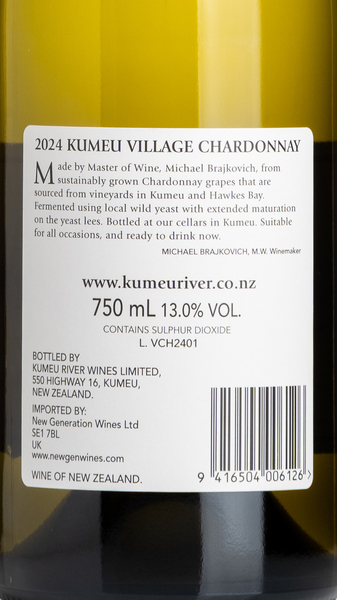 2024 KUMEU VILLAGE CHARDONNAY
Made by Master of Wine, Michael Brajkovich, from
sustainably grown Chardonnay grapes that are
sourced from vineyards in Kumeu and Hawkes Bay.
Fermented using local wild yeast with extended maturation
on the yeast lees. Bottled at our cellars in Kumeu. Suitable
for all occasions, and ready to drink now.
MICHAEL BRAJKOVICH, M.W. Winemaker
www.kumeuriver.co.nz
750 mL 13.0% VOL.
CONTAINS SULPHUR DIOXIDE
L. VCH2401
BOTTLED BY
KUMEU RIVER WINES LIMITED,
550 HIGHWAY 16, KUMEU,
NEW ZEALAND.
IMPORTED BY:
New Generation Wines Ltd
SE1 7BL
UK
www.newgenwines.com
WINE OF NEW ZEALAND.
9 416504 006126 >